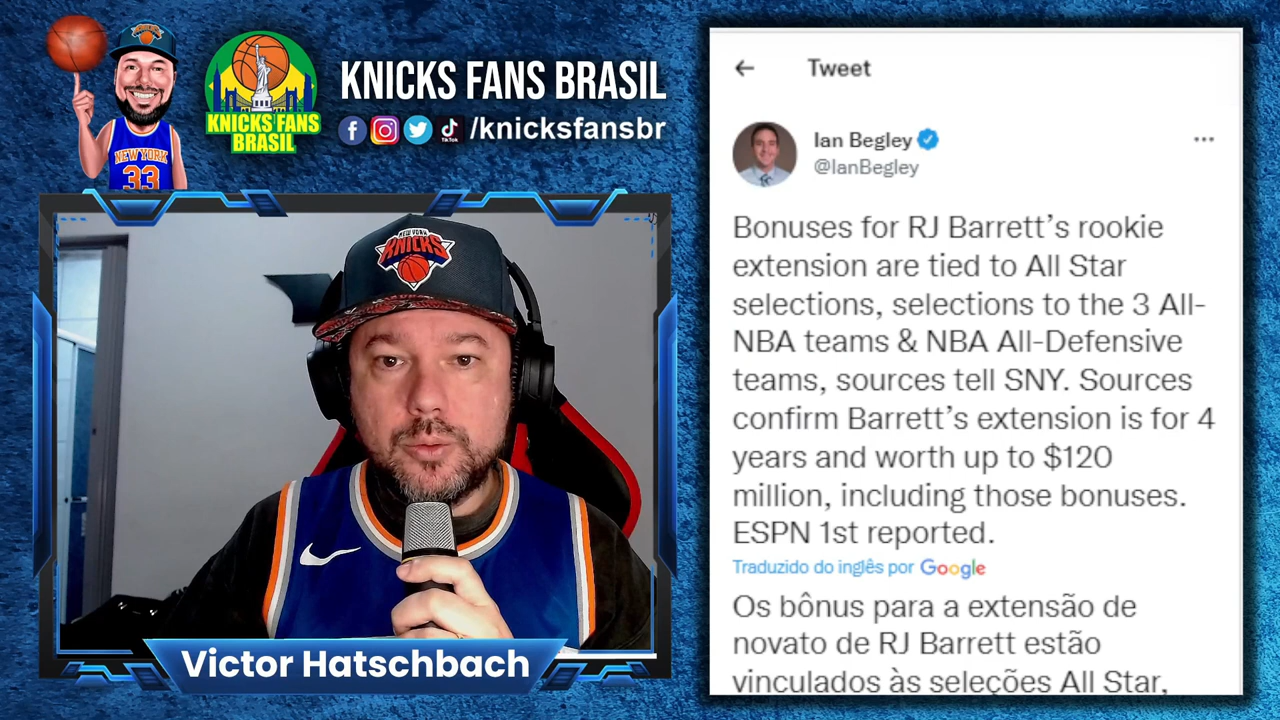 NEW YORK
33
KNICKS FANS
BRASIL
KNICKS FANS BRASIL
/knicksfansbr
TikTok
NEW YORK
KNICKS
Victor Hatschbach
Tweet
Ian Begley
@IanBegley
Bonuses for RJ Barrett’s rookie
extension are tied to All Star
selections, selections to the 3 All-
NBA teams & NBA All-Defensive
teams, sources tell SNY. Sources
confirm Barrett’s extension is for 4
years and worth up to $120
million, including those bonuses.
ESPN 1st reported.
Traduzido do inglês por Google
Os bônus para a extensão de
novato de RJ Barrett estão
vinculados às seleções All Star,